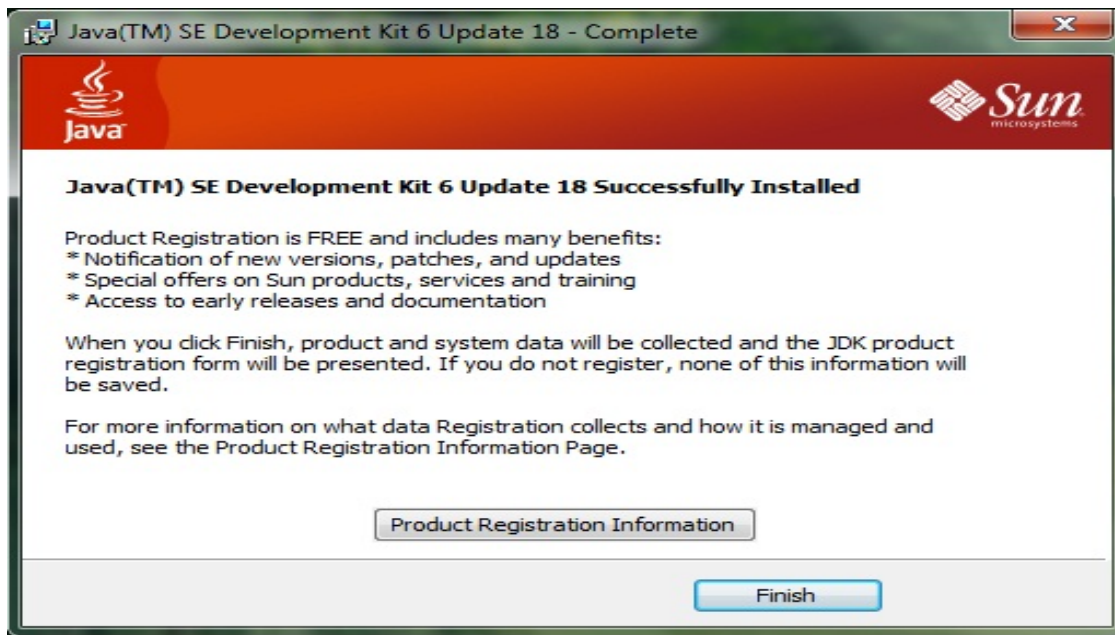 Java(TM) SE Development Kit 6 Update 18 - Complete
Java
Sun
microsystems
Java(TM) SE Development Kit 6 Update 18 Successfully Installed
Product Registration is FREE and includes many benefits:
* Notification of new versions, patches, and updates
* Special offers on Sun products, services and training
* Access to early releases and documentation
When you click Finish, product and system data will be collected and the JDK product
registration form will be presented. If you do not register, none of this information will
be saved.
For more information on what data Registration collects and how it is managed and
used, see the Product Registration Information Page.
Product Registration Information
Finish